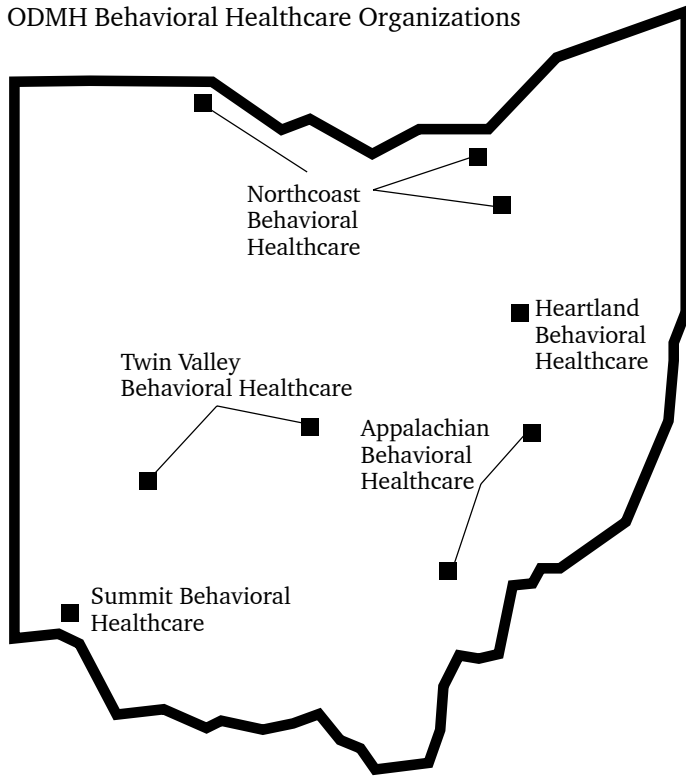 ODMH Behavioral Healthcare Organizations
Northcoast
Behavioral
Healthcare
Heartland
Behavioral
Healthcare
Twin Valley
Behavioral Healthcare
Appalachian
Behavioral
Healthcare
Summit Behavioral
Healthcare